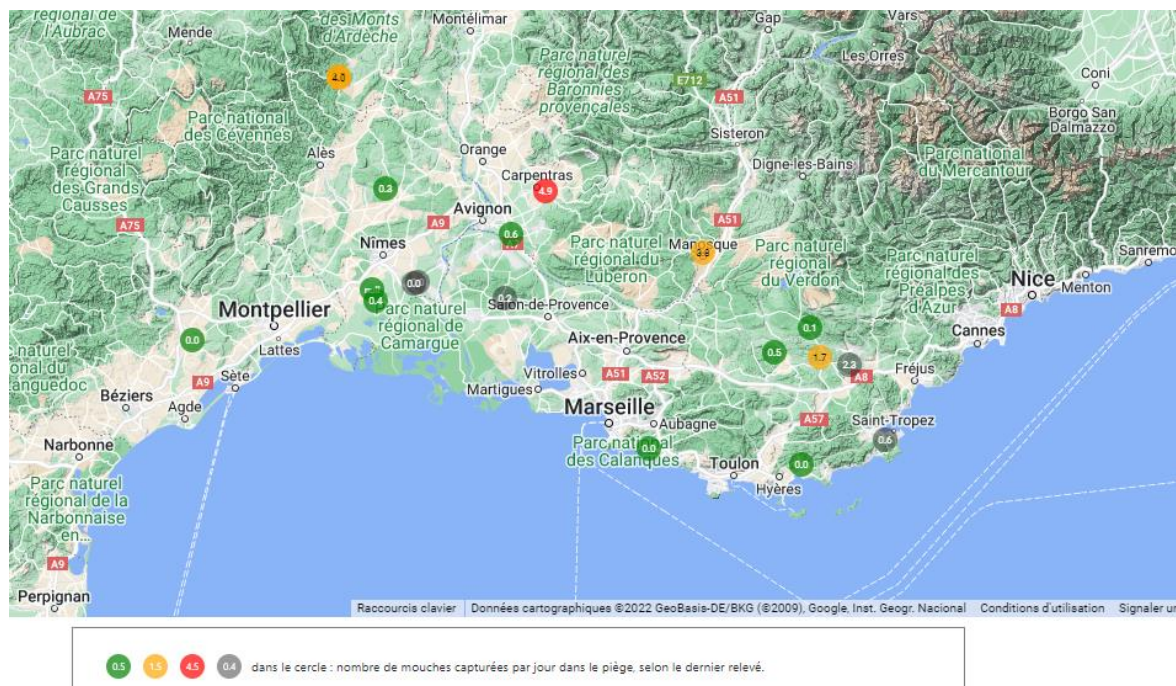 régional de
l'Aubrac
Mende
des Monts
d'Ardèche
Montélimar
Gap
Vars
Parc naturel
régional des
Baronnies
provençales
Les Orres
E712
Coni
4.0
A75
A51
Borgo San
Dalmazzo
Parc national
des Cévennes
Sisteron
Alès
Orange
Digne-les-Bains
Parc national
du Mercantour
Parc naturel
régional
des Grands
Causses
Carpentras
0.3
4.9
A75
A9
Avignon
A51
0.6
Nîmes
Manosque
3.8
Parc naturel
régional du
Luberon
Parc naturel
régional
du Verdon
Parc naturel
régional des
Préalpes
d'Azur
Sanremo
Nice
Menton
0.0
0.4
Salon-de-Provence
A8
Montpellier
Parc naturel
régional de
Camargue
0.1
Cannes
0.0
Lattes
Aix-en-Provence
0.5
1.7
2.3
Vitrolles
A51
A52
A8
Fréjus
A9
Sète
Martigues
Béziers
Agde
Marseille
Aubagne
A57
Saint-Tropez
0.6
Narbonne
0.0
Parc national
des Calanques
Toulon
0.0
Hyères
Parc naturel
régional de la
Narbonnaise
en...
A9
Perpignan
Raccourcis clavier
Données cartographiques ©2022 GeoBasis-DE/BKG (©2009), Google, Inst. Geogr. Nacional
Conditions d'utilisation
Signaler
0.5 1.5 4.5 0.4 dans le cercle : nombre de mouches capturées par jour dans le piège, selon le dernier relevé.